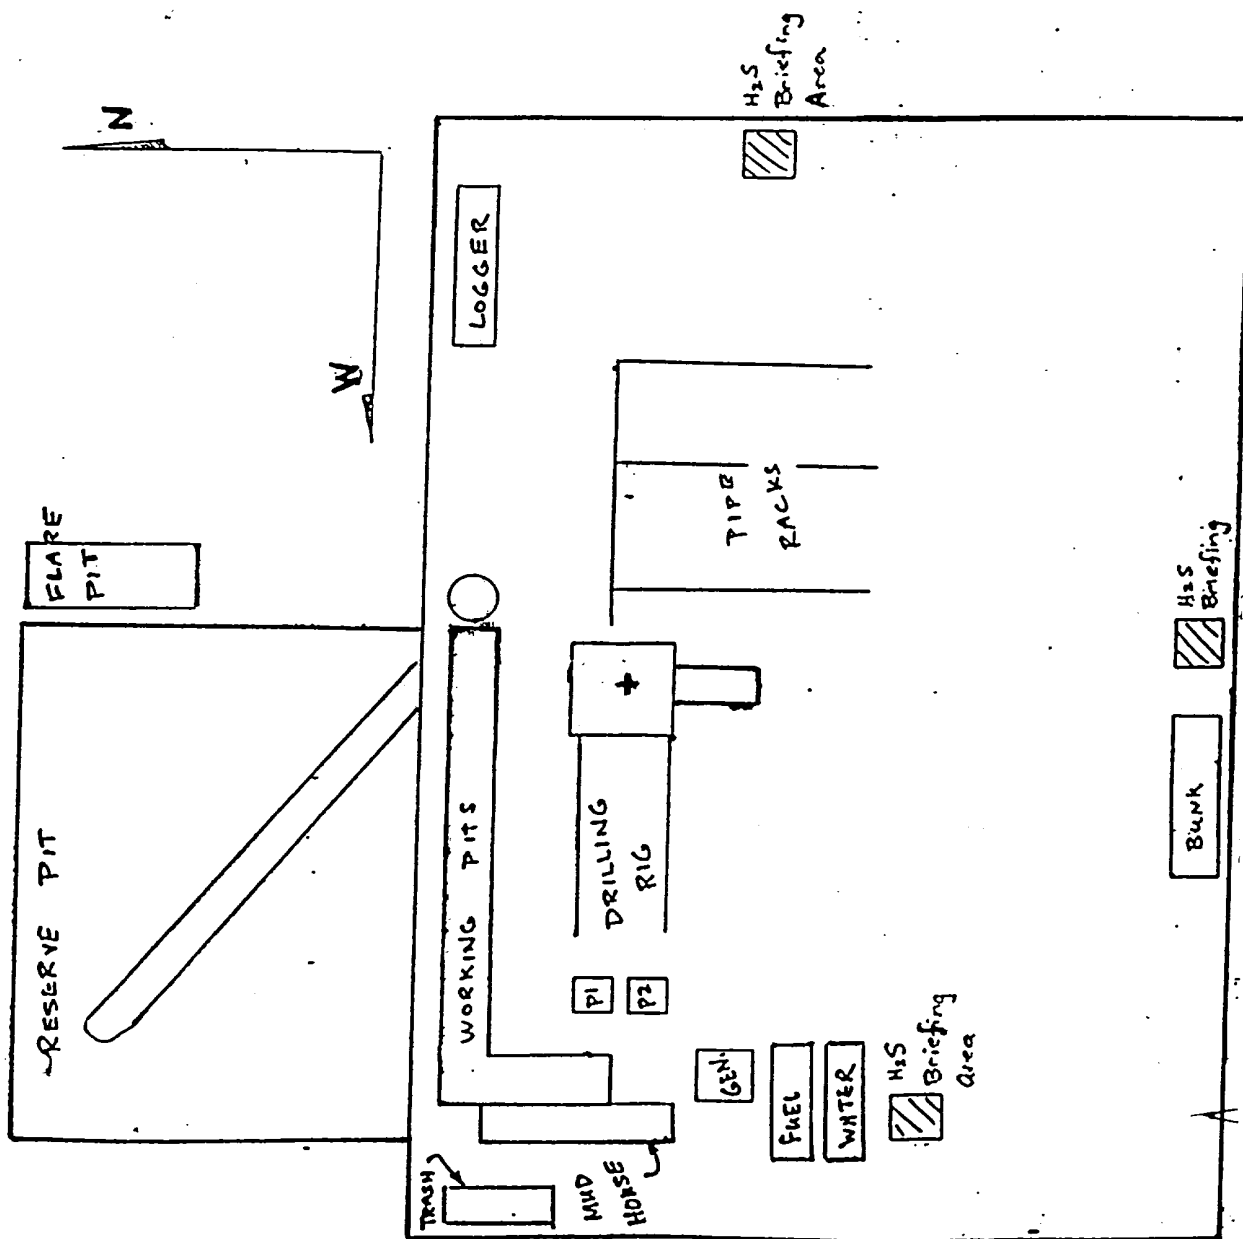 RESERVE PIT
FLARE
PIT
N
W
TRASH
WORKING PITS
LOGGER
MUD
HOUSE
P1
P2
DRILLING
RIG
PIPE
RACKS
GEN.
FUEL
WATER
H2S
Briefing
Area
H2S
Briefing
Area
BUNK
H2S
Briefing